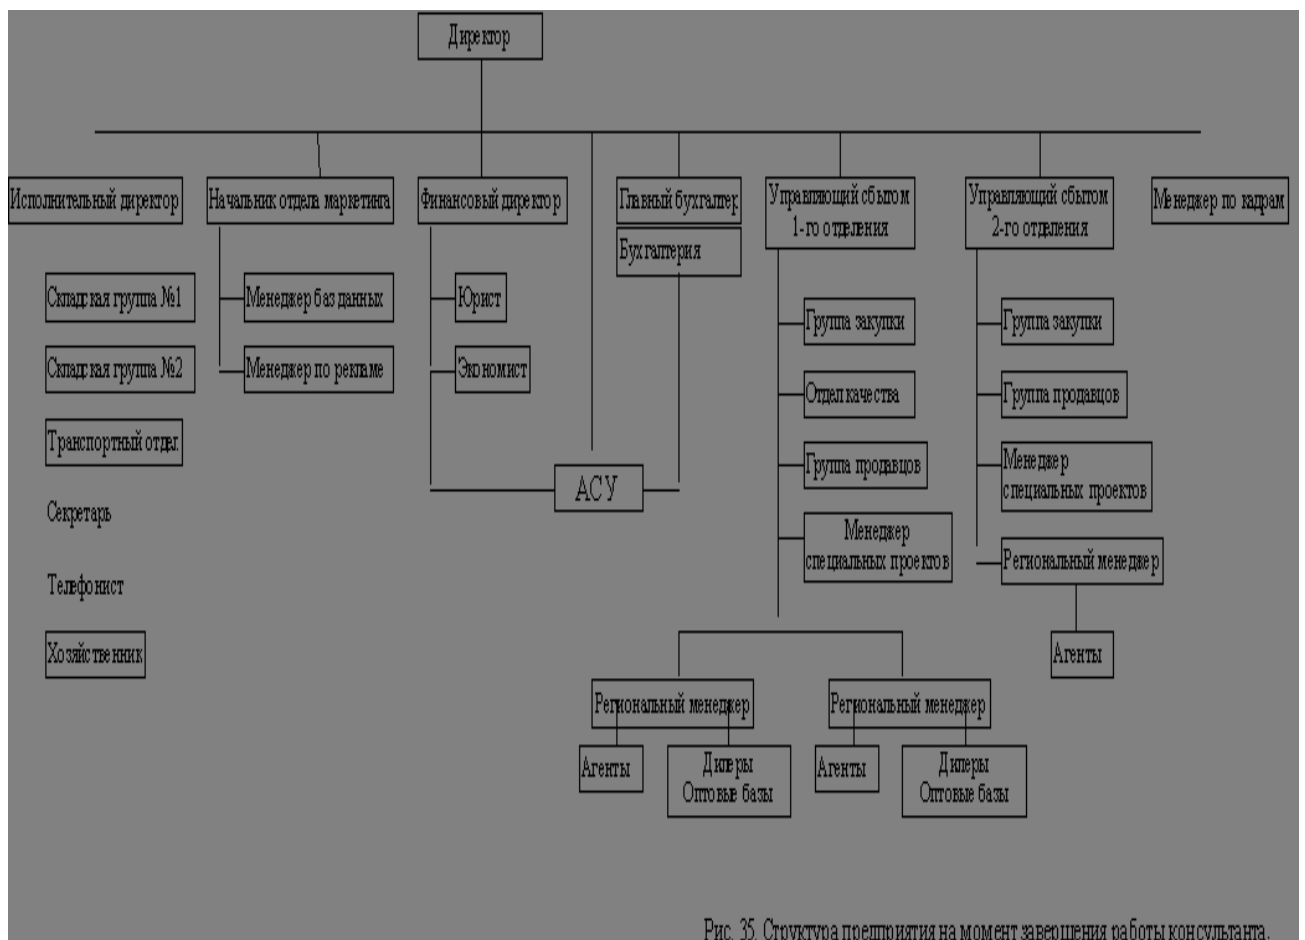 Директор
Исполнительный директор
Начальник отдела маркетинга
Финансовый директор
Главный бухгалтер
Управляющий сбытом
1-го отделения
Управляющий сбытом
2-го отделения
Менеджер по кадрам
Бухгалтерия
Складская группа №1
Складская группа №2
Транспортный отдел.
Секретарь
Телефонист
Хозяйственник
Менеджер баз данных
Менеджер по рекламе
Юрист
Экономист
АСУ
Группа закупки
Отдел качества
Группа продавцов
Менеджер
специальных проектов
Группа закупки
Группа продавцов
Менеджер
специальных проектов
Региональный менеджер
Агенты
Региональный менеджер
Агенты
Дилеры
Оптовые базы
Региональный менеджер
Агенты
Дилеры
Оптовые базы
Рис. 35. Структура предприятия на момент завершения работы консультанта.